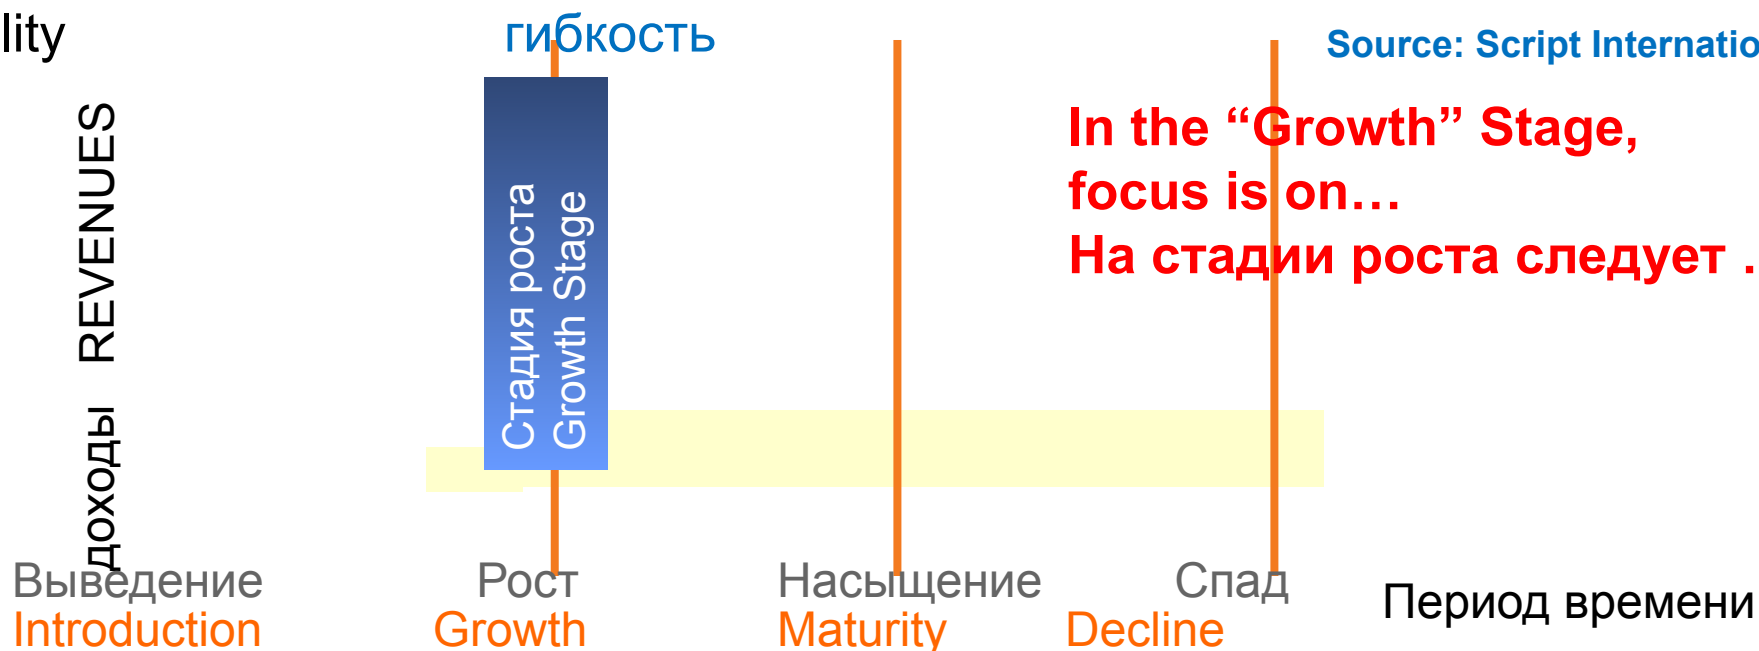 lity
гибкость
Source: Script Internatio
In the “Growth” Stage,
focus is on…
На стадии роста следует .
доходы REVENUES
Стадия роста
Growth Stage
Выведение
Рост
Насыщение
Спад
Период времени
Introduction
Growth
Maturity
Decline